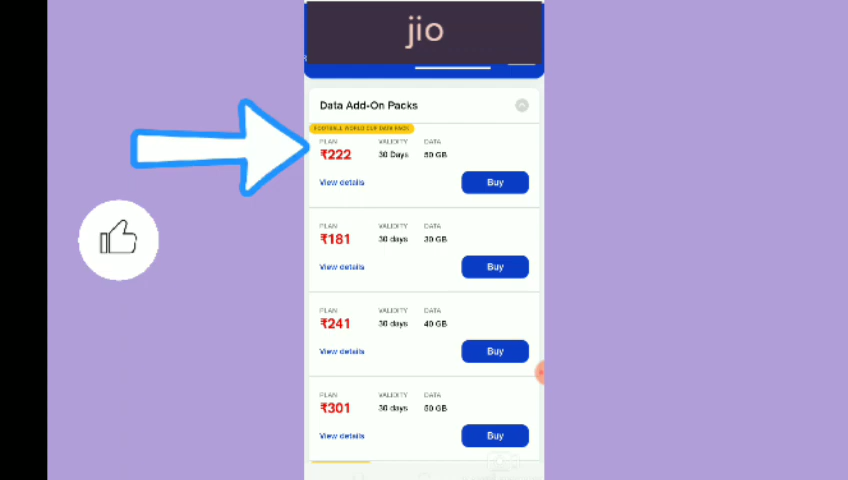 jio
Data Add-On Packs
FOOTBALL WORLD CUP DATA PACK
PLAN VALIDITY DATA
₹222 30 Days 50 GB
View details Buy
PLAN VALIDITY DATA
₹181 30 days 30 GB
View details Buy
PLAN VALIDITY DATA
₹241 30 days 40 GB
View details Buy
PLAN VALIDITY DATA
₹301 30 days 50 GB
View details Buy